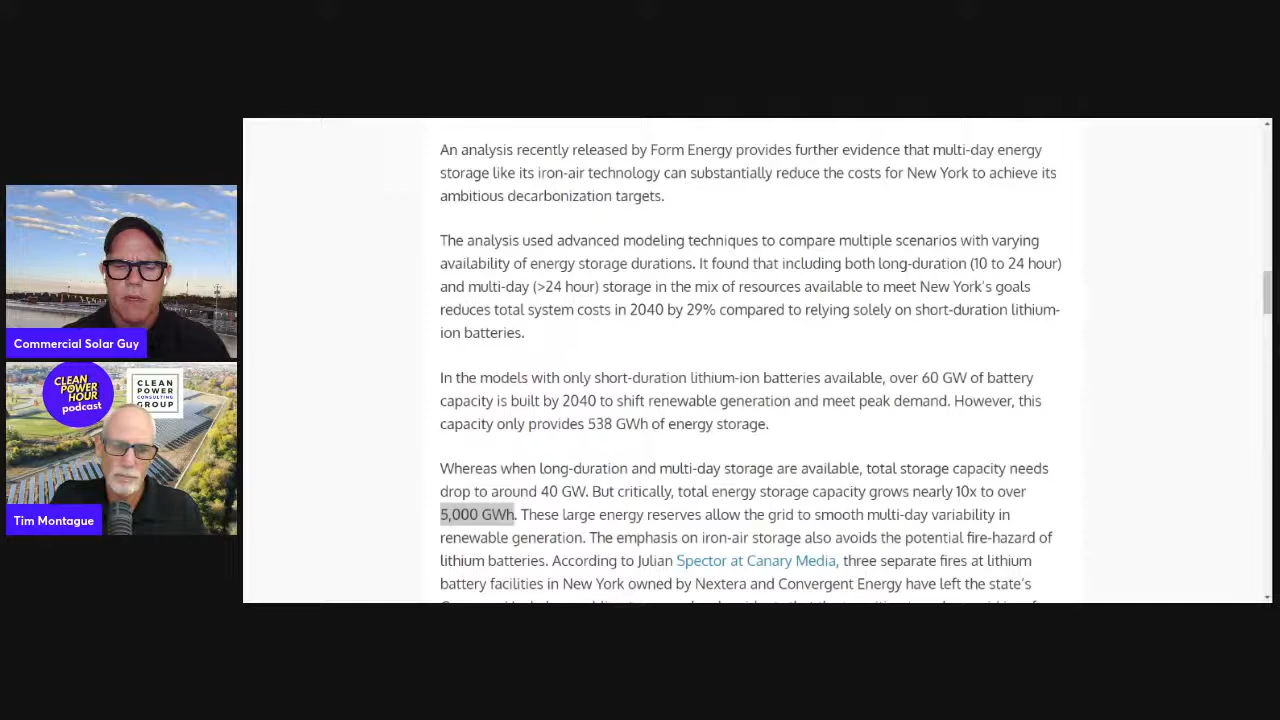 An analysis recently released by Form Energy provides further evidence that multi-day energy
storage like its iron-air technology can substantially reduce the costs for New York to achieve its
ambitious decarbonization targets.
The analysis used advanced modeling techniques to compare multiple scenarios with varying
availability of energy storage durations. It found that including both long-duration (10 to 24 hour)
and multi-day (>24 hour) storage in the mix of resources available to meet New York's goals
reduces total system costs in 2040 by 29% compared to relying solely on short-duration lithium-
ion batteries.
In the models with only short-duration lithium-ion batteries available, over 60 GW of battery
capacity is built by 2040 to shift renewable generation and meet peak demand. However, this
capacity only provides 538 GWh of energy storage.
Whereas when long-duration and multi-day storage are available, total storage capacity needs
drop to around 40 GW. But critically, total energy storage capacity grows nearly 10x to over
5,000 GWh. These large energy reserves allow the grid to smooth multi-day variability in
renewable generation. The emphasis on iron-air storage also avoids the potential fire-hazard of
lithium batteries. According to Julian Spector at Canary Media, three separate fires at lithium
battery facilities in New York owned by Nextera and Convergent Energy have left the state's
Commercial Solar Guy
CLEAN
POWER
HOUR
podcast
CLEAN
POWER
CONSULTING
GROUP
Tim Montague